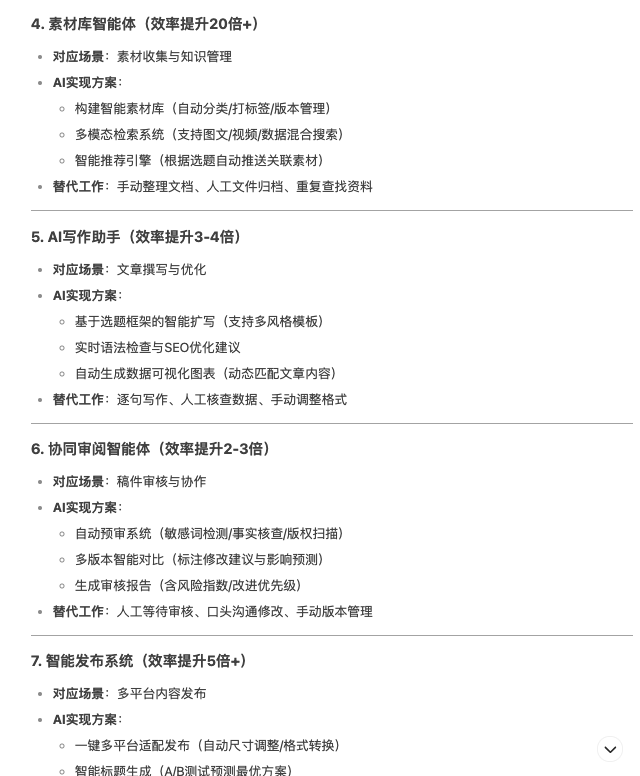 4. 素材库智能体（效率提升20倍+）
对应场景：素材收集与知识管理
AI实现方案：
构建智能素材库（自动分类/打标签/版本管理）
多模态检索系统（支持图文/视频/数据混合搜索）
智能推荐引擎（根据选题自动推送关联素材）
替代工作：手动整理文档、人工文件归档、重复查找资料
5. AI写作助手（效率提升3-4倍）
对应场景：文章撰写与优化
AI实现方案：
基于选题框架的智能扩写（支持多风格模板）
实时语法检查与SEO优化建议
自动生成数据可视化图表（动态匹配文章内容）
替代工作：逐句写作、人工核查数据、手动调整格式
6. 协同审阅智能体（效率提升2-3倍）
对应场景：稿件审核与协作
AI实现方案：
自动预审系统（敏感词检测/事实核查/版权扫描）
多版本智能对比（标注修改建议与影响预测）
生成审核报告（含风险指数/改进优先级）
替代工作：人工等待审核、口头沟通修改、手动版本管理
7. 智能发布系统（效率提升5倍+）
对应场景：多平台内容发布
AI实现方案：
一键多平台适配发布（自动尺寸调整/格式转换）
智能标题生成（A/B测试预测最优方案）